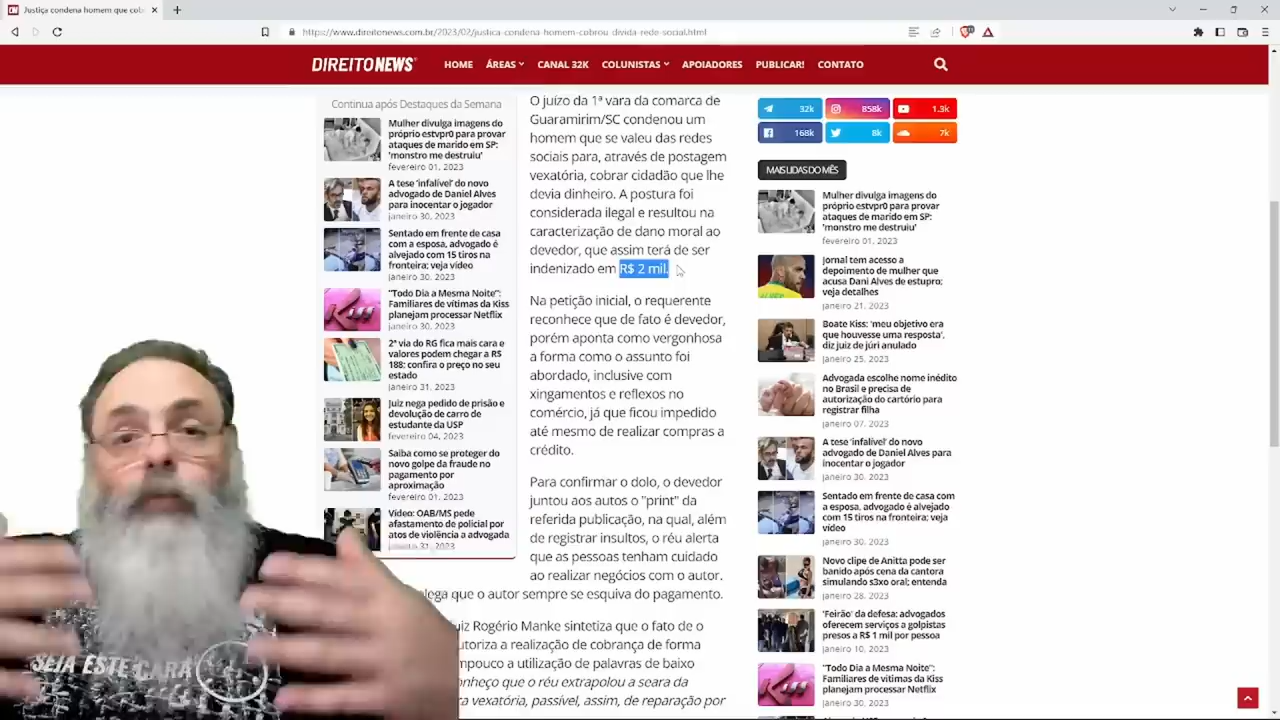 Justiça condena homem que cob
https://www.direitonews.com.br/2023/02/justica-condena-homem-cobrou-divida-rede-social.html
DIREITONEWS
HOME
ÁREAS
CANAL 32K
COLUNISTAS
APOIADORES
PUBLICAR!
CONTATO
Continua após Destaques da Semana
Mulher divulga imagens do
próprio estvpr0 para provar
ataques de marido em SP:
'monstro me destruiu'
fevereiro 01, 2023
A tese 'infalível' do novo
advogado de Daniel Alves
para inocentar o jogador
janeiro 30, 2023
Sentado em frente de casa
com a esposa, advogado é
alvejado com 15 tiros na
fronteira; veja vídeo
janeiro 30, 2023
"Todo Dia a Mesma Noite":
Familiares de vítimas da Kiss
planejam processar Netflix
janeiro 30, 2023
2ª via do RG fica mais cara e
valores podem chegar a R$
188; confira o preço no seu
estado
janeiro 31, 2023
Juiz nega pedido de prisão e
devolução de carro de
estudante da USP
fevereiro 04, 2023
Saiba como se proteger do
novo golpe da fraude no
pagamento por
aproximação
fevereiro 01, 2023
Vídeo: OAB/MS pede
afastamento de policial por
atos de violência a advogada
janeiro 31, 2023
O juízo da 1ª vara da comarca de
Guaramirim/SC condenou um
homem que se valeu das redes
sociais para, através de postagem
vexatória, cobrar cidadão que lhe
devia dinheiro. A postura foi
considerada ilegal e resultou na
caracterização de dano moral ao
devedor, que assim terá de ser
indenizado em R$ 2 mil.
Na petição inicial, o requerente
reconhece que de fato é devedor,
porém aponta como vergonhosa
a forma como o assunto foi
abordado, inclusive com
xingamentos e reflexos no
comércio, já que ficou impedido
até mesmo de realizar compras a
crédito.
Para confirmar o dolo, o devedor
juntou aos autos o "print" da
referida publicação, na qual, além
de registrar insultos, o réu alerta
que as pessoas tenham cuidado
ao realizar negócios com o autor.
lega que o autor sempre se esquiva do pagamento.
uiz Rogério Manke sintetiza que o fato de o
utoriza a realização de cobrança de forma
mpouco a utilização de palavras de baixo
nheço que o réu extrapolou a seara da
a vexatória, passível, assim, de reparação por
32k
858k
1.3k
168k
8k
7k
MAIS LIDAS DO MÊS
Mulher divulga imagens do
próprio estvpr0 para provar
ataques de marido em SP:
'monstro me destruiu'
fevereiro 01, 2023
Jornal tem acesso a
depoimento de mulher que
acusa Dani Alves de estupro;
veja detalhes
janeiro 21, 2023
Boate Kiss: 'meu objetivo era
que houvesse uma resposta',
diz juiz de júri anulado
janeiro 25, 2023
Advogada escolhe nome inédito
no Brasil e precisa de
autorização do cartório para
registrar filha
janeiro 07, 2023
A tese 'infalível' do novo
advogado de Daniel Alves para
inocentar o jogador
janeiro 30, 2023
Sentado em frente de casa com
a esposa, advogado é alvejado
com 15 tiros na fronteira; veja
vídeo
janeiro 30, 2023
Novo clipe de Anitta pode ser
banido após cena da cantora
simulando s3xo oral; entenda
janeiro 28, 2023
'Feirão' da defesa: advogados
oferecem serviços a golpistas
presos a R$ 1 mil por pessoa
janeiro 10, 2023
"Todo Dia a Mesma Noite":
Familiares de vítimas da Kiss
planejam processar Netflix
janeiro 30, 2023